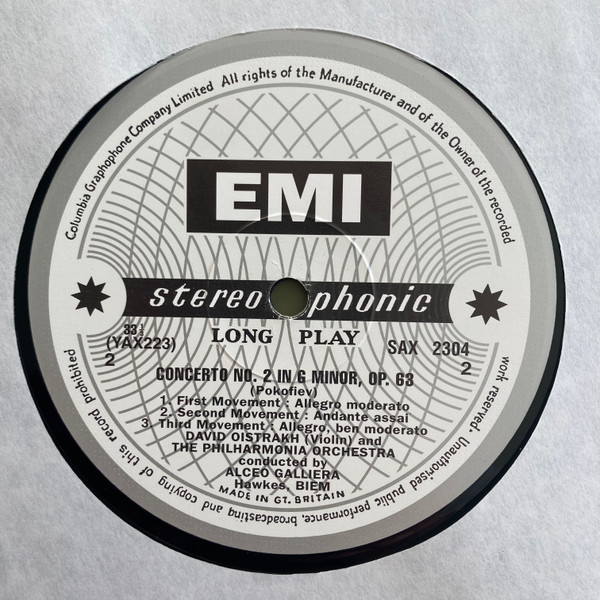 Columbia Graphophone Company Limited All rights of the Manufacturer and of the Owner of the recorded
work reserved. Unauthorised public performance, broadcasting and copying of this record prohibited
EMI
stereo phonic
LONG PLAY
33⅓
(YAX223)
2
SAX 2304
2
CONCERTO NO. 2 IN G MINOR, OP. 63
(Pokofiev)
1. First Movement : Allegro moderato
2. Second Movement : Andante assai
3. Third Movement : Allegro, ben moderato
DAVID OISTRAKH (Violin) and
THE PHILHARMONIA ORCHESTRA
conducted by
ALCEO GALLIERA
Hawkes, BIEM
MADE IN GT. BRITAIN